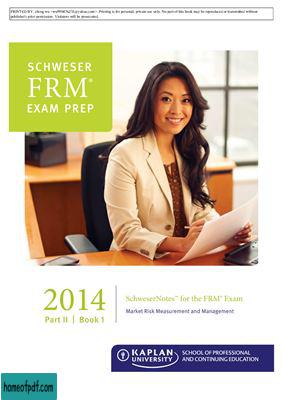 SCHWESER
FRM®
EXAM PREP
2014
Part II | Book 1
SchweserNotes™ for the FRM® Exam
Market Risk Measurement and Management
KAPLAN
UNIVERSITY
SCHOOL OF PROFESSIONAL
AND CONTINUING EDUCATION
homeofpdf.com